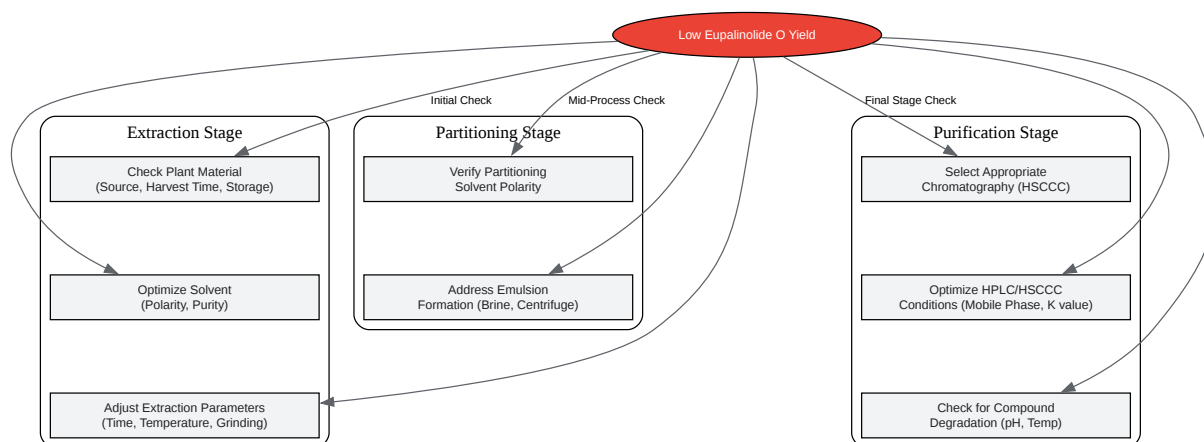 Low Eupalinolide O Yield
Initial Check
Mid-Process Check
Final Stage Check
Extraction Stage
Check Plant Material
(Source, Harvest Time, Storage)
Optimize Solvent
(Polarity, Purity)
Adjust Extraction Parameters
(Time, Temperature, Grinding)
Partitioning Stage
Verify Partitioning
Solvent Polarity
Address Emulsion
Formation (Brine, Centrifuge)
Purification Stage
Select Appropriate
Chromatography (HSCCC)
Optimize HPLC/HSCCC
Conditions (Mobile Phase, K value)
Check for Compound
Degradation (pH, Temp)